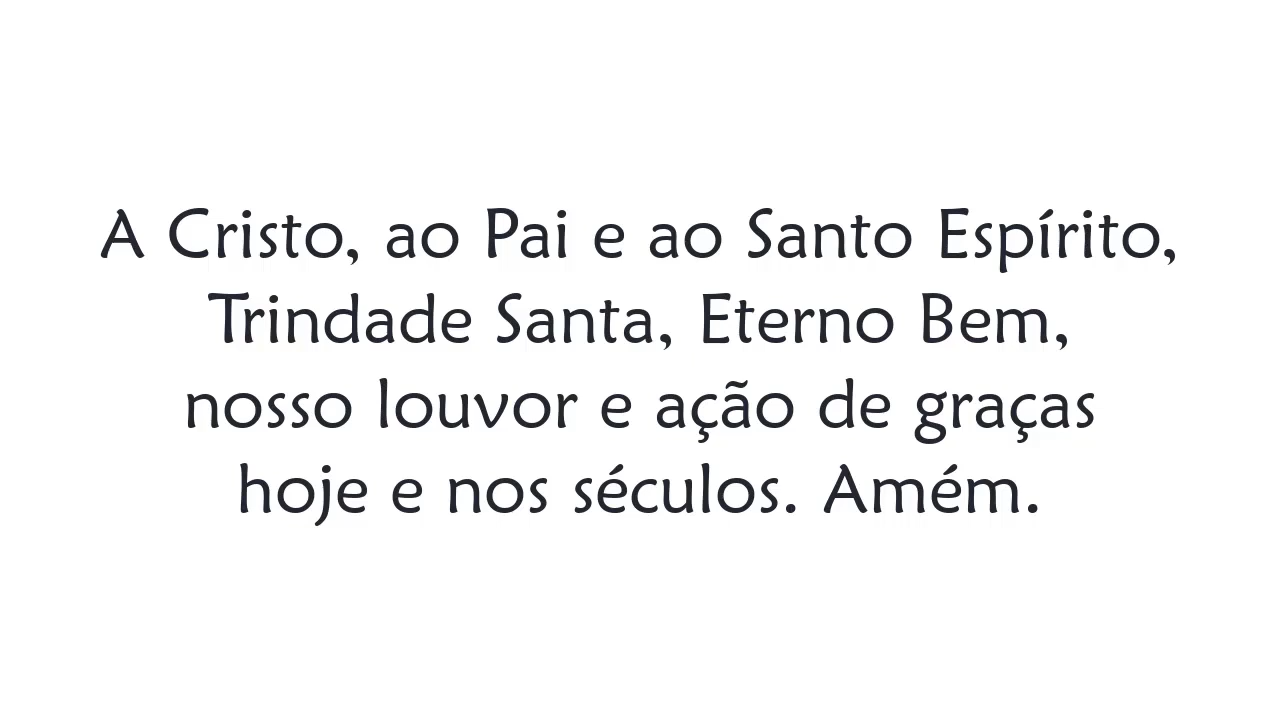 A Cristo, ao Pai e ao Santo Espírito,
Trindade Santa, Eterno Bem,
nosso louvor e ação de graças
hoje e nos séculos. Amém.